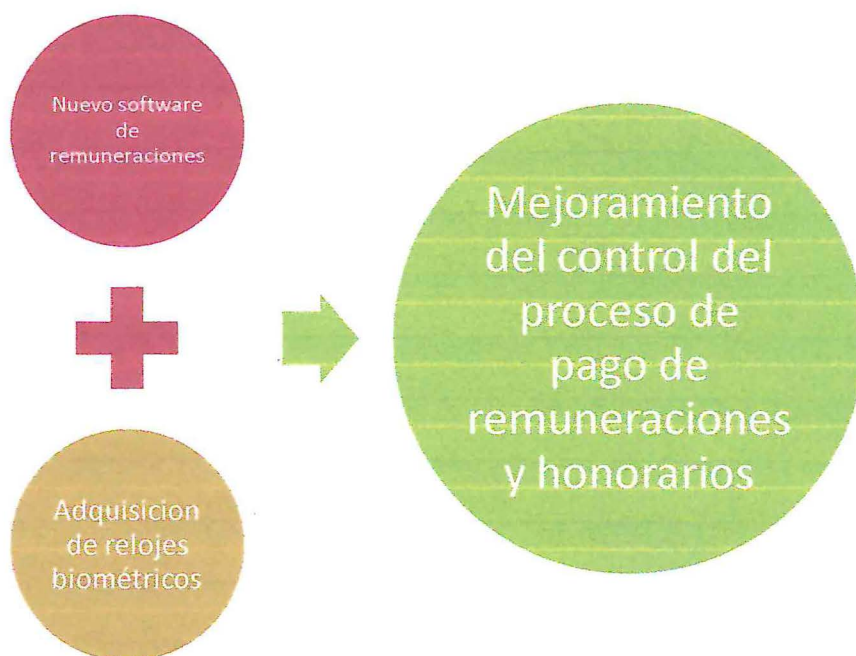 Nuevo software
de
remuneraciones
Adquisicion
de relojes
biométricos
Mejoramiento
del control del
proceso de
pago de
remuneraciones
y honorarios